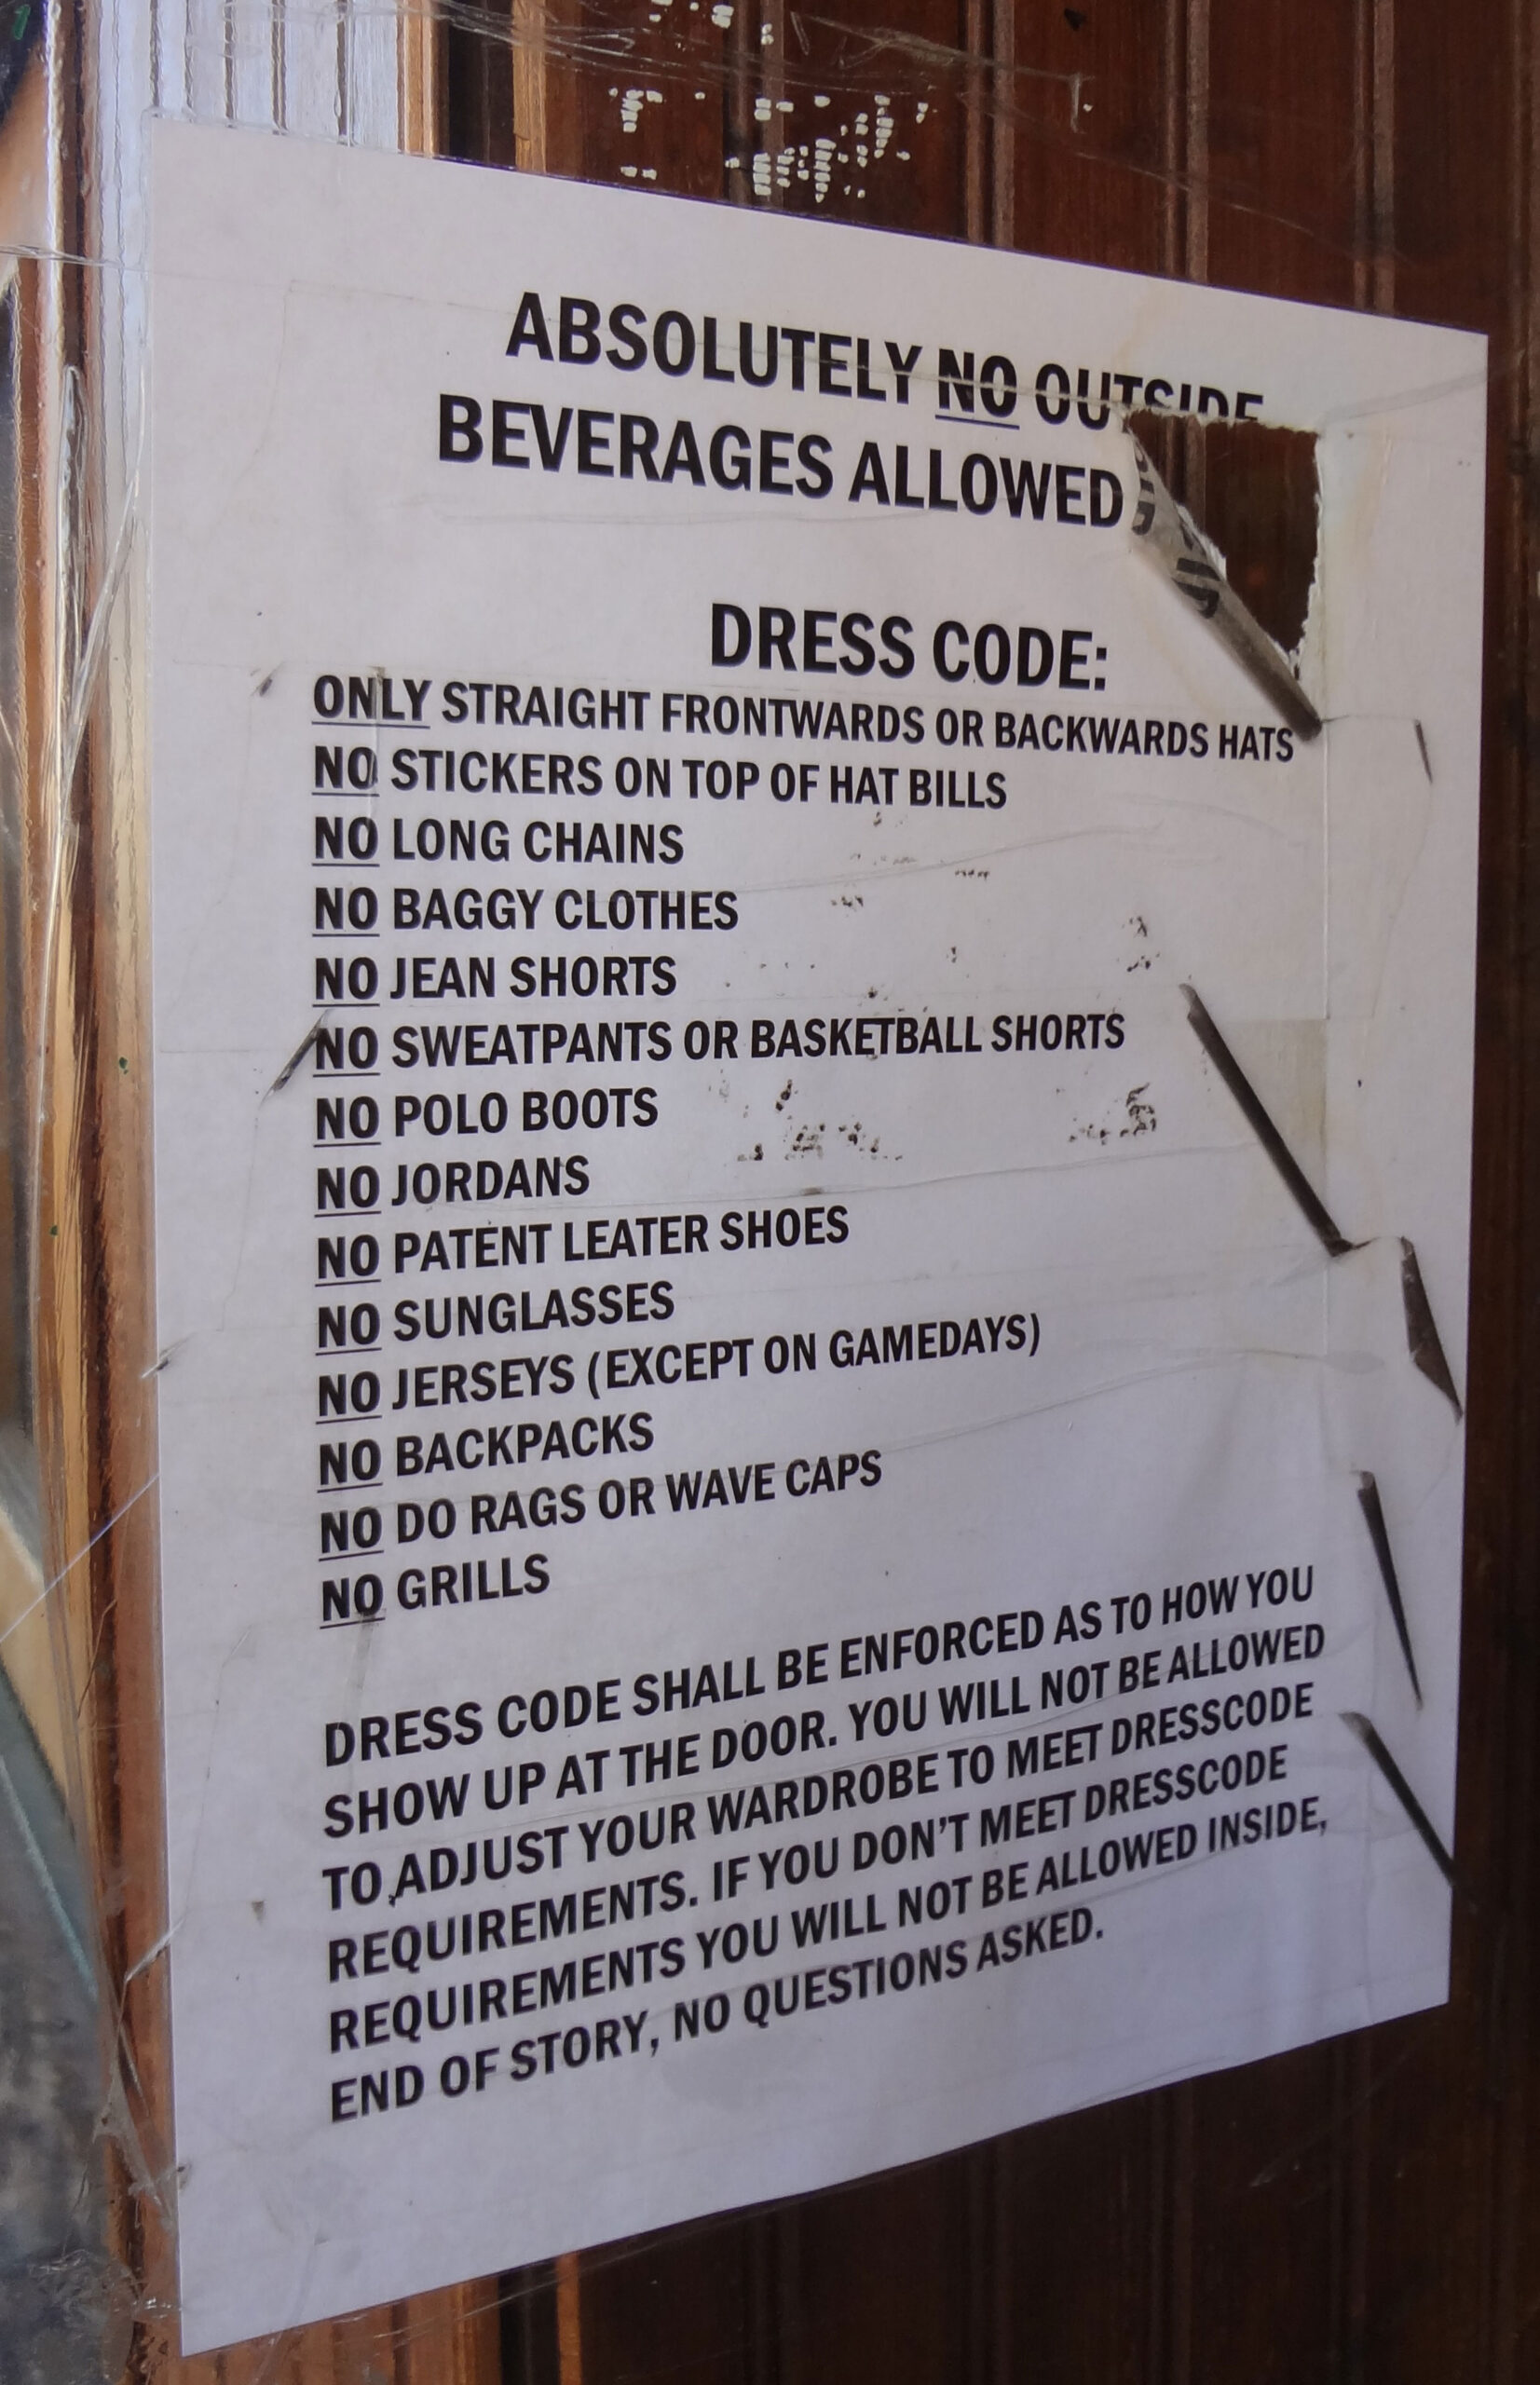 ABSOLUTELY NO OUTSIDE
BEVERAGES ALLOWED
DRESS CODE:
ONLY STRAIGHT FRONTWARDS OR BACKWARDS HATS
NO STICKERS ON TOP OF HAT BILLS
NO LONG CHAINS
NO BAGGY CLOTHES
NO JEAN SHORTS
NO SWEATPANTS OR BASKETBALL SHORTS
NO POLO BOOTS
NO JORDANS
NO PATENT LEATER SHOES
NO SUNGLASSES
NO JERSEYS (EXCEPT ON GAMEDAYS)
NO BACKPACKS
NO DO RAGS OR WAVE CAPS
NO GRILLS
DRESS CODE SHALL BE ENFORCED AS TO HOW YOU
SHOW UP AT THE DOOR. YOU WILL NOT BE ALLOWED
TO ADJUST YOUR WARDROBE TO MEET DRESSCODE
REQUIREMENTS. IF YOU DON'T MEET DRESSCODE
REQUIREMENTS YOU WILL NOT BE ALLOWED INSIDE,
END OF STORY, NO QUESTIONS ASKED.